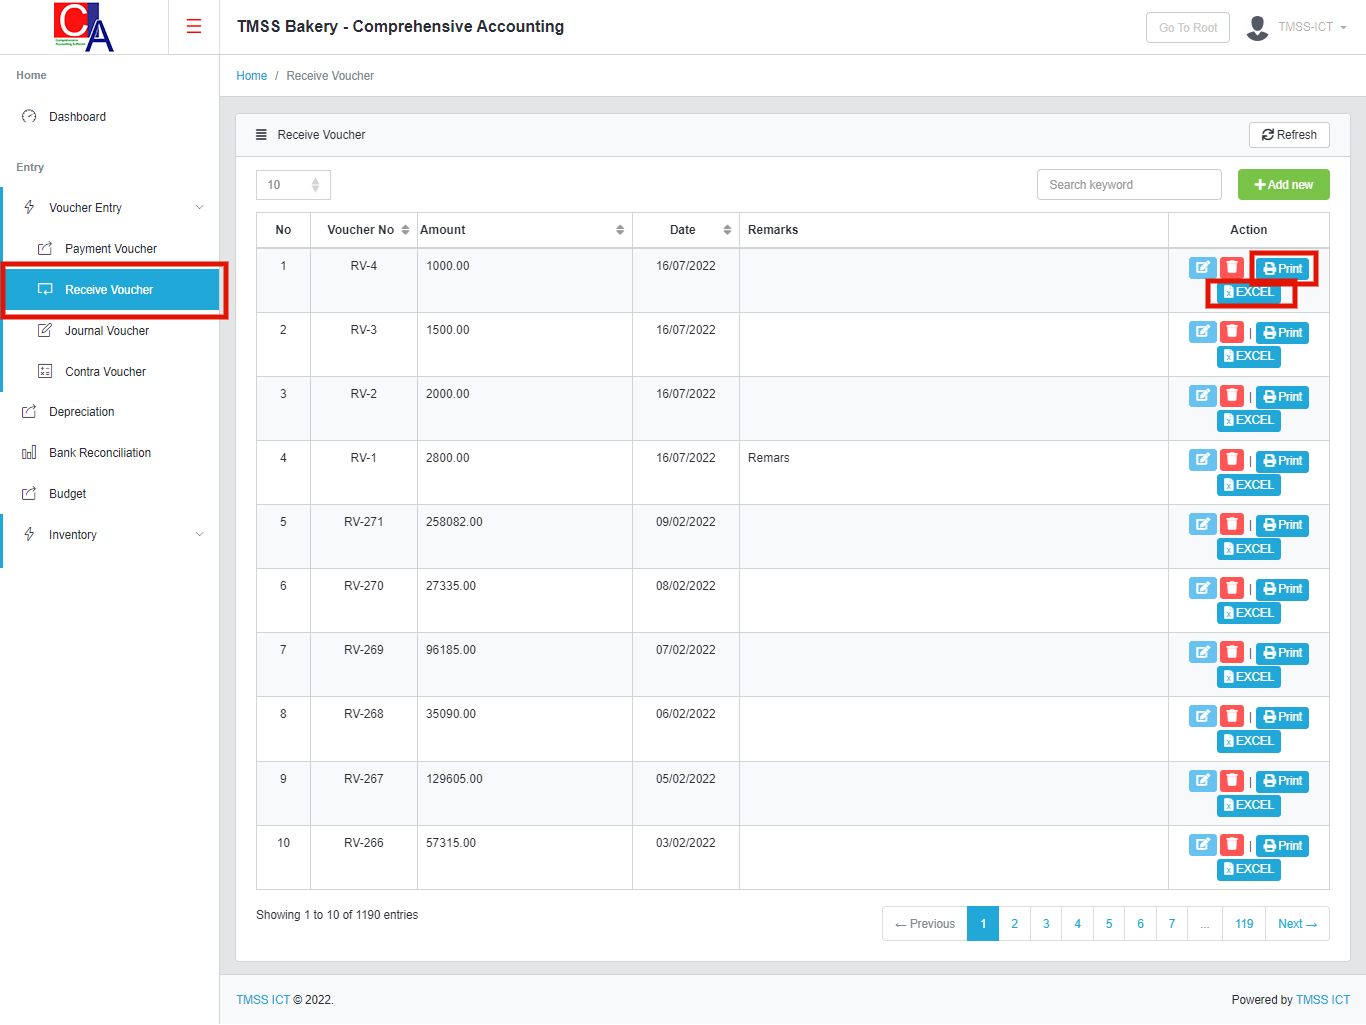 CA
Comprehensive
Accounting Software
TMSS Bakery - Comprehensive Accounting
Go To Root
TMSS-ICT
Home
Dashboard
Entry
Voucher Entry
Payment Voucher
Receive Voucher
Journal Voucher
Contra Voucher
Depreciation
Bank Reconciliation
Budget
Inventory
Home / Receive Voucher
Receive Voucher
Refresh
10
Search keyword
Add new
No Voucher No Amount Date Remarks Action
1 RV-4 1000.00 16/07/2022 Print
EXCEL
2 RV-3 1500.00 16/07/2022 | Print
EXCEL
3 RV-2 2000.00 16/07/2022 | Print
EXCEL
4 RV-1 2800.00 16/07/2022 Remars | Print
EXCEL
5 RV-271 258082.00 09/02/2022 | Print
EXCEL
6 RV-270 27335.00 08/02/2022 | Print
EXCEL
7 RV-269 96185.00 07/02/2022 | Print
EXCEL
8 RV-268 35090.00 06/02/2022 | Print
EXCEL
9 RV-267 129605.00 05/02/2022 | Print
EXCEL
10 RV-266 57315.00 03/02/2022 | Print
EXCEL
Showing 1 to 10 of 1190 entries
← Previous 1 2 3 4 5 6 7 ... 119 Next →
TMSS ICT © 2022.
Powered by TMSS ICT